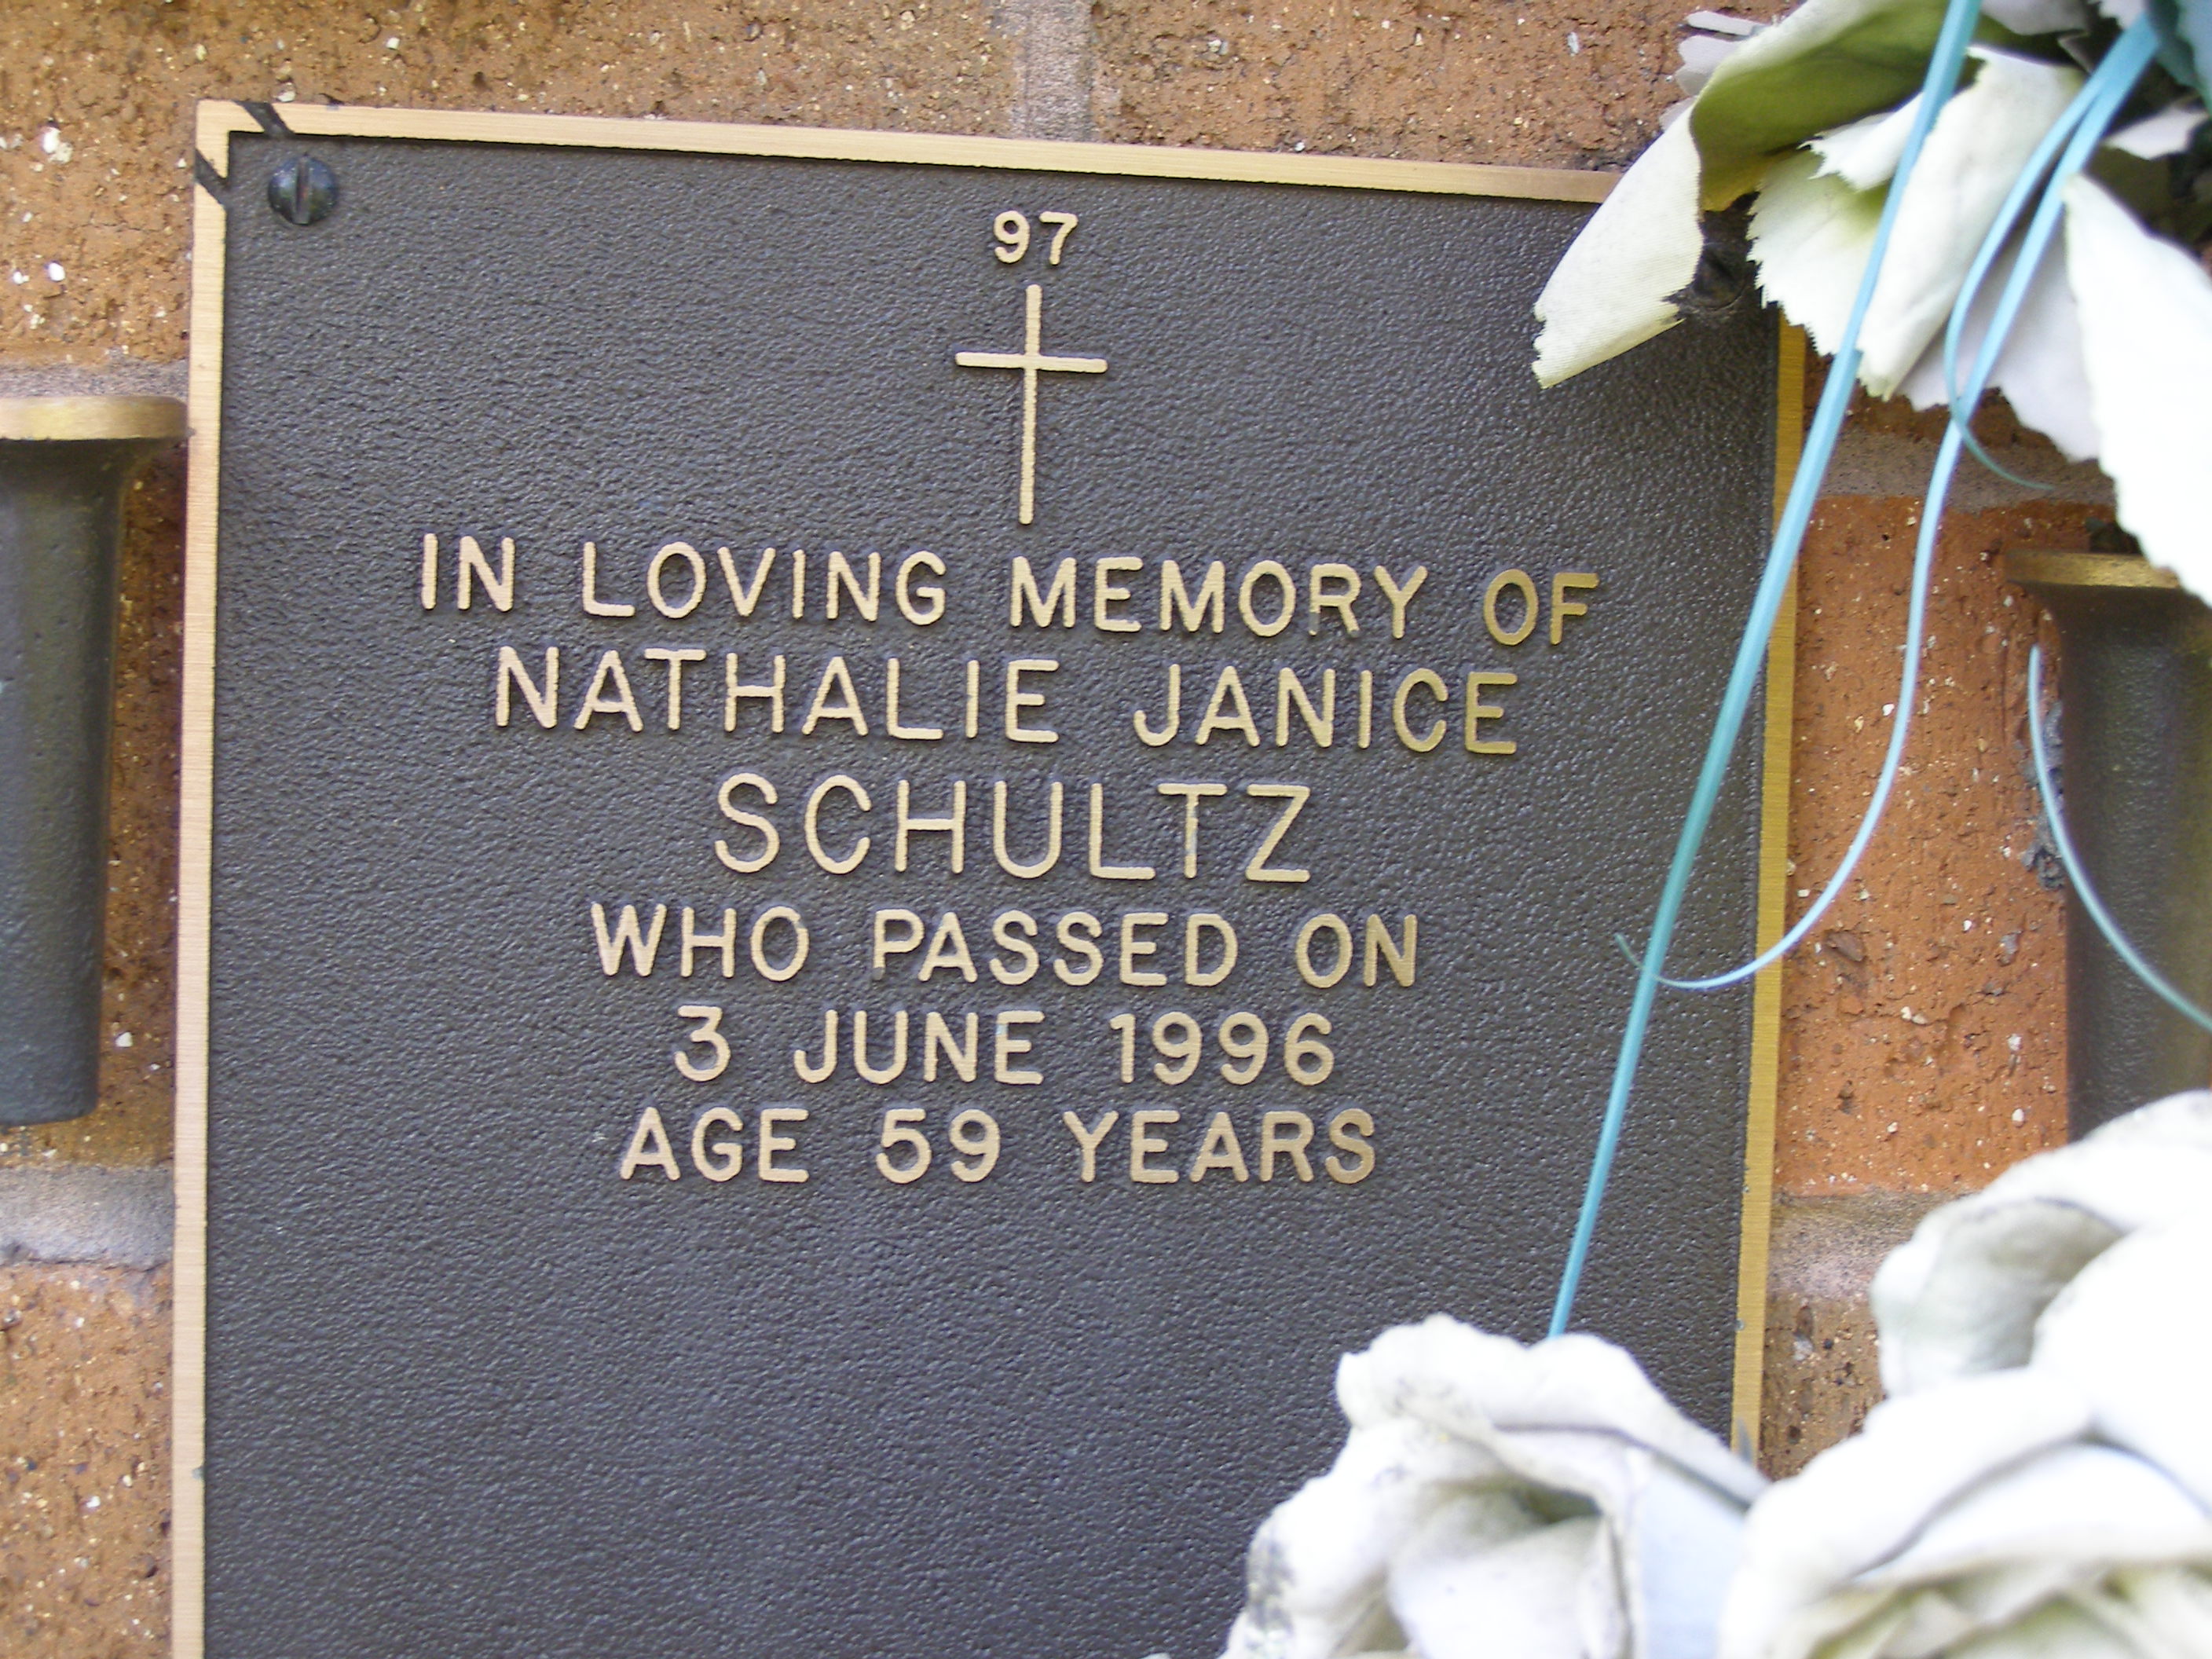 97
IN LOVING MEMORY OF
NATHALIE JANICE
SCHULTZ
WHO PASSED ON
3 JUNE 1996
AGE 59 YEARS